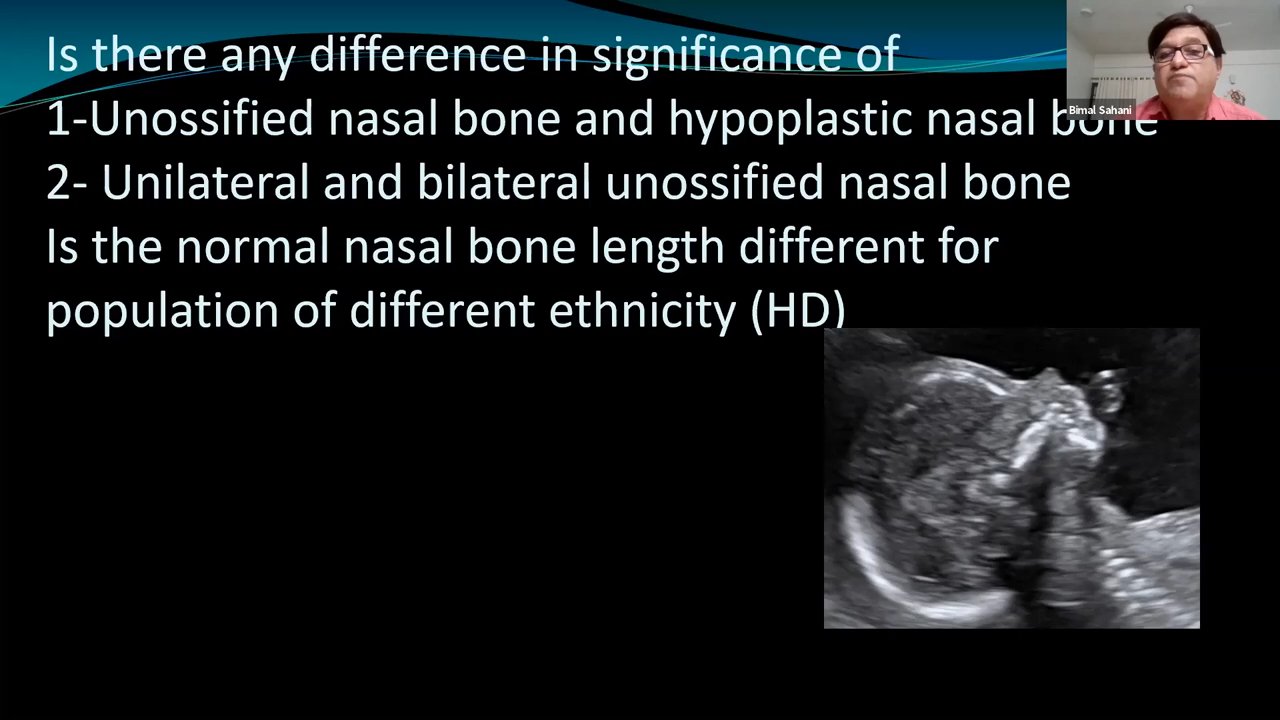 Is there any difference in significance of
1-Unossified nasal bone and hypoplastic nasal bone
2- Unilateral and bilateral unossified nasal bone
Is the normal nasal bone length different for
population of different ethnicity (HD)
Bimal Sahani